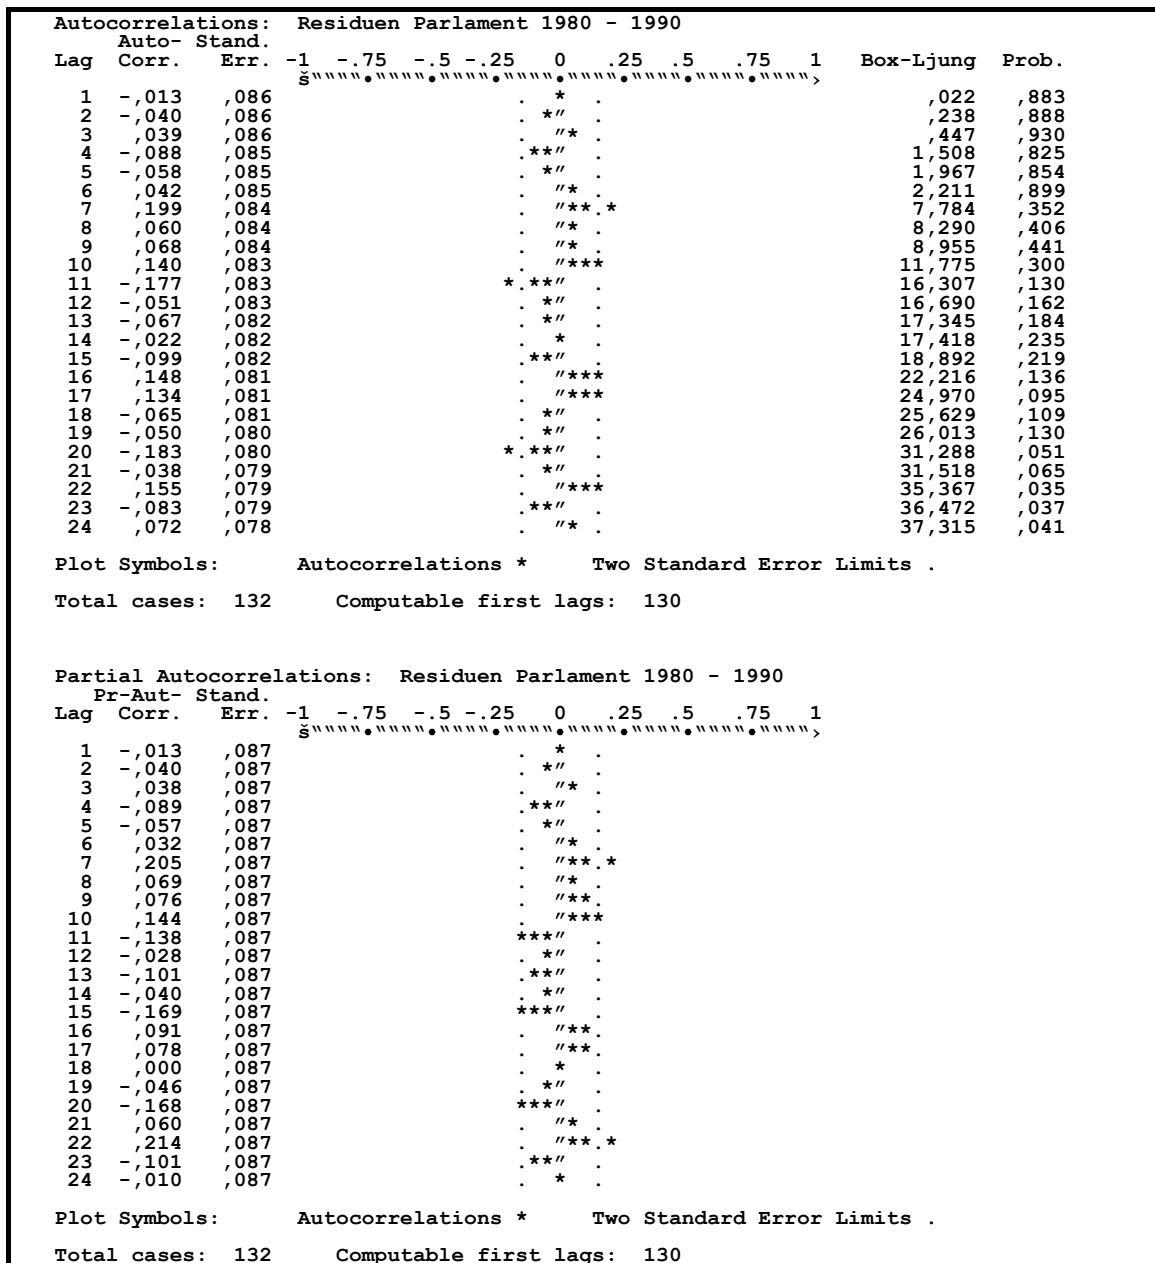 Autocorrelations:   Residuen Parlament 1980 - 1990
Auto- Stand.
Lag  Corr.   Err. -1  -.75  -.5 -.25   0   .25  .5   .75   1   Box-Ljung  Prob.
1  -,013  ,086 . * . ,022 ,883
2  -,040  ,086 . *″ . ,238 ,888
3  ,039  ,086 . ″* . ,447 ,930
4  -,088  ,085 .**″ . 1,508 ,825
5  -,058  ,085 . *″ . 1,967 ,854
6  ,042  ,085 . ″* . 2,211 ,899
7  ,199  ,084 . ″**.* 7,784 ,352
8  ,060  ,084 . ″* . 8,290 ,406
9  ,068  ,084 . ″* . 8,955 ,441
10  ,140  ,083 . ″*** 11,775 ,300
11  -,177  ,083 *.**″ . 16,307 ,130
12  -,051  ,083 . *″ . 16,690 ,162
13  -,067  ,082 . *″ . 17,345 ,184
14  -,022  ,082 . * . 17,418 ,235
15  -,099  ,082 .**″ . 18,892 ,219
16  ,148  ,081 . ″*** 22,216 ,136
17  ,134  ,081 . ″*** 24,970 ,095
18  -,065  ,081 . *″ . 25,629 ,109
19  -,050  ,080 . *″ . 26,013 ,130
20  -,183  ,080 *.**″ . 31,288 ,051
21  -,038  ,079 . *″ . 31,518 ,065
22  ,155  ,079 . ″*** 35,367 ,035
23  -,083  ,079 .**″ . 36,472 ,037
24  ,072  ,078 . ″* . 37,315 ,041
Plot Symbols:      Autocorrelations *     Two Standard Error Limits .
Total cases:  132     Computable first lags:  130
Partial Autocorrelations:   Residuen Parlament 1980 - 1990
Pr-Aut- Stand.
Lag  Corr.   Err. -1  -.75  -.5 -.25   0   .25  .5   .75   1
1  -,013  ,087 . * .
2  -,040  ,087 . *″ .
3  ,038  ,087 . ″* .
4  -,089  ,087 .**″ .
5  -,057  ,087 . *″ .
6  ,032  ,087 . ″* .
7  ,205  ,087 . ″**.*
8  ,069  ,087 . ″* .
9  ,076  ,087 . ″**.
10  ,144  ,087 . ″***
11  -,138  ,087 ***″ .
12  -,028  ,087 . *″ .
13  -,101  ,087 .**″ .
14  -,040  ,087 . *″ .
15  -,169  ,087 ***″ .
16  ,091  ,087 . ″**.
17  ,078  ,087 . ″**.
18  ,000  ,087 . * .
19  -,046  ,087 . *″ .
20  -,168  ,087 ***″ .
21  ,060  ,087 . ″* .
22  ,214  ,087 . ″**.*
23  -,101  ,087 .**″ .
24  -,010  ,087 . * .
Plot Symbols:      Autocorrelations *     Two Standard Error Limits .
Total cases:  132     Computable first lags:  130